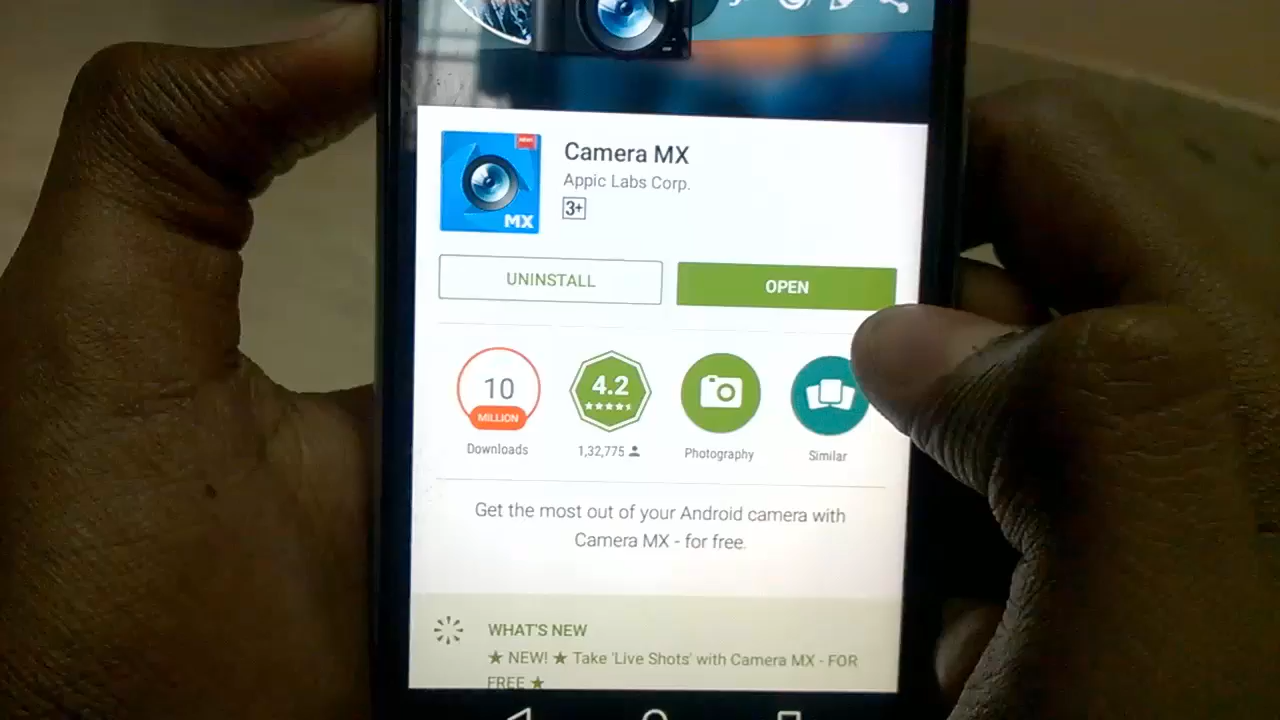 Camera MX
Appic Labs Corp.
3+
MX
UNINSTALL
OPEN
10
MILLION
Downloads
4.2
1,32,775
Photography
Similar
Get the most out of your Android camera with
Camera MX - for free.
WHAT'S NEW
★ NEW! ★ Take 'Live Shots' with Camera MX - FOR
FREE ★